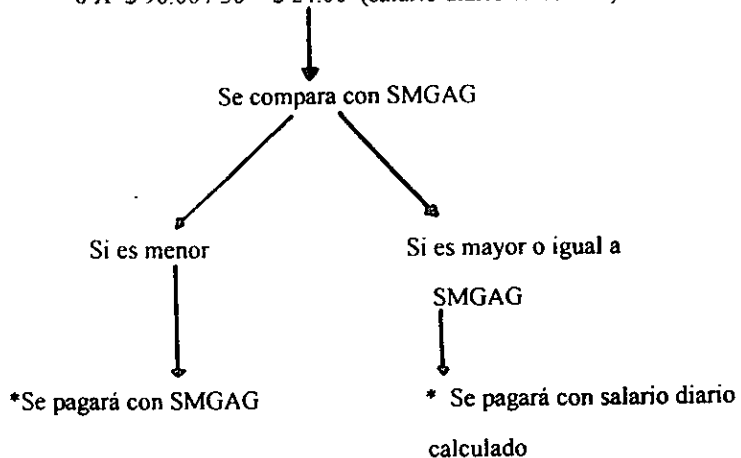 Se compara con SMGAG
Si es menor
Si es mayor o igual a
SMGAG
*Se pagará con SMGAG
* Se pagará con salario diario
calculado